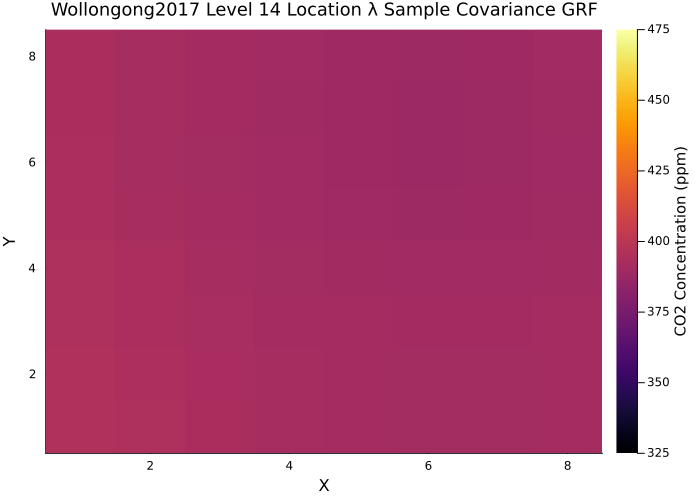 Wollongong2017 Level 14 Location λ Sample Covariance GRF
8
6
4
2
Y
2 4 6 8
X
475
450
425
400
375
350
325
CO2 Concentration (ppm)